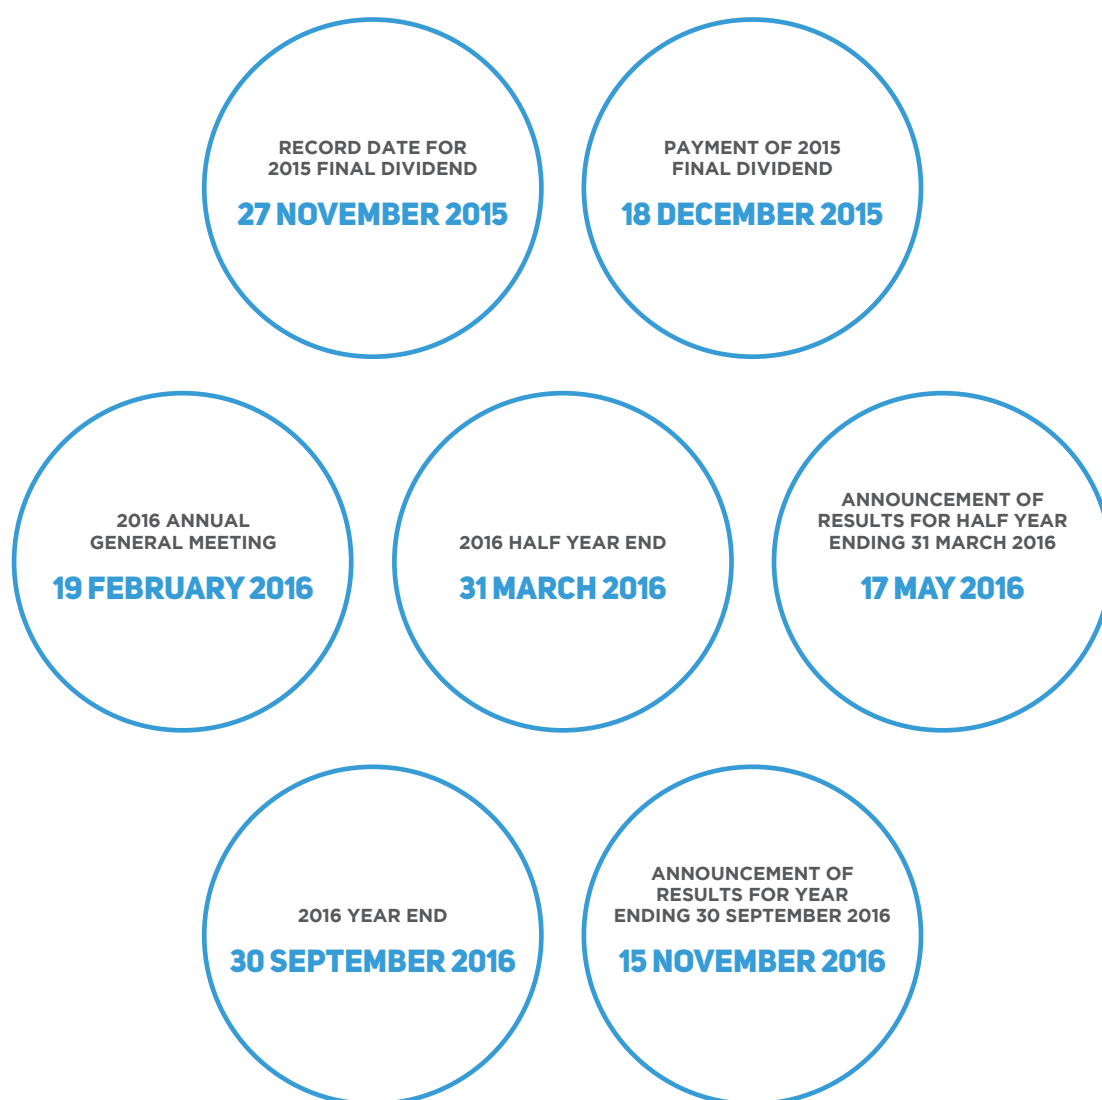 RECORD DATE FOR
2015 FINAL DIVIDEND
27 NOVEMBER 2015
PAYMENT OF 2015
FINAL DIVIDEND
18 DECEMBER 2015
2016 ANNUAL
GENERAL MEETING
19 FEBRUARY 2016
2016 HALF YEAR END
31 MARCH 2016
ANNOUNCEMENT OF
RESULTS FOR HALF YEAR
ENDING 31 MARCH 2016
17 MAY 2016
2016 YEAR END
30 SEPTEMBER 2016
ANNOUNCEMENT OF
RESULTS FOR YEAR
ENDING 30 SEPTEMBER 2016
15 NOVEMBER 2016